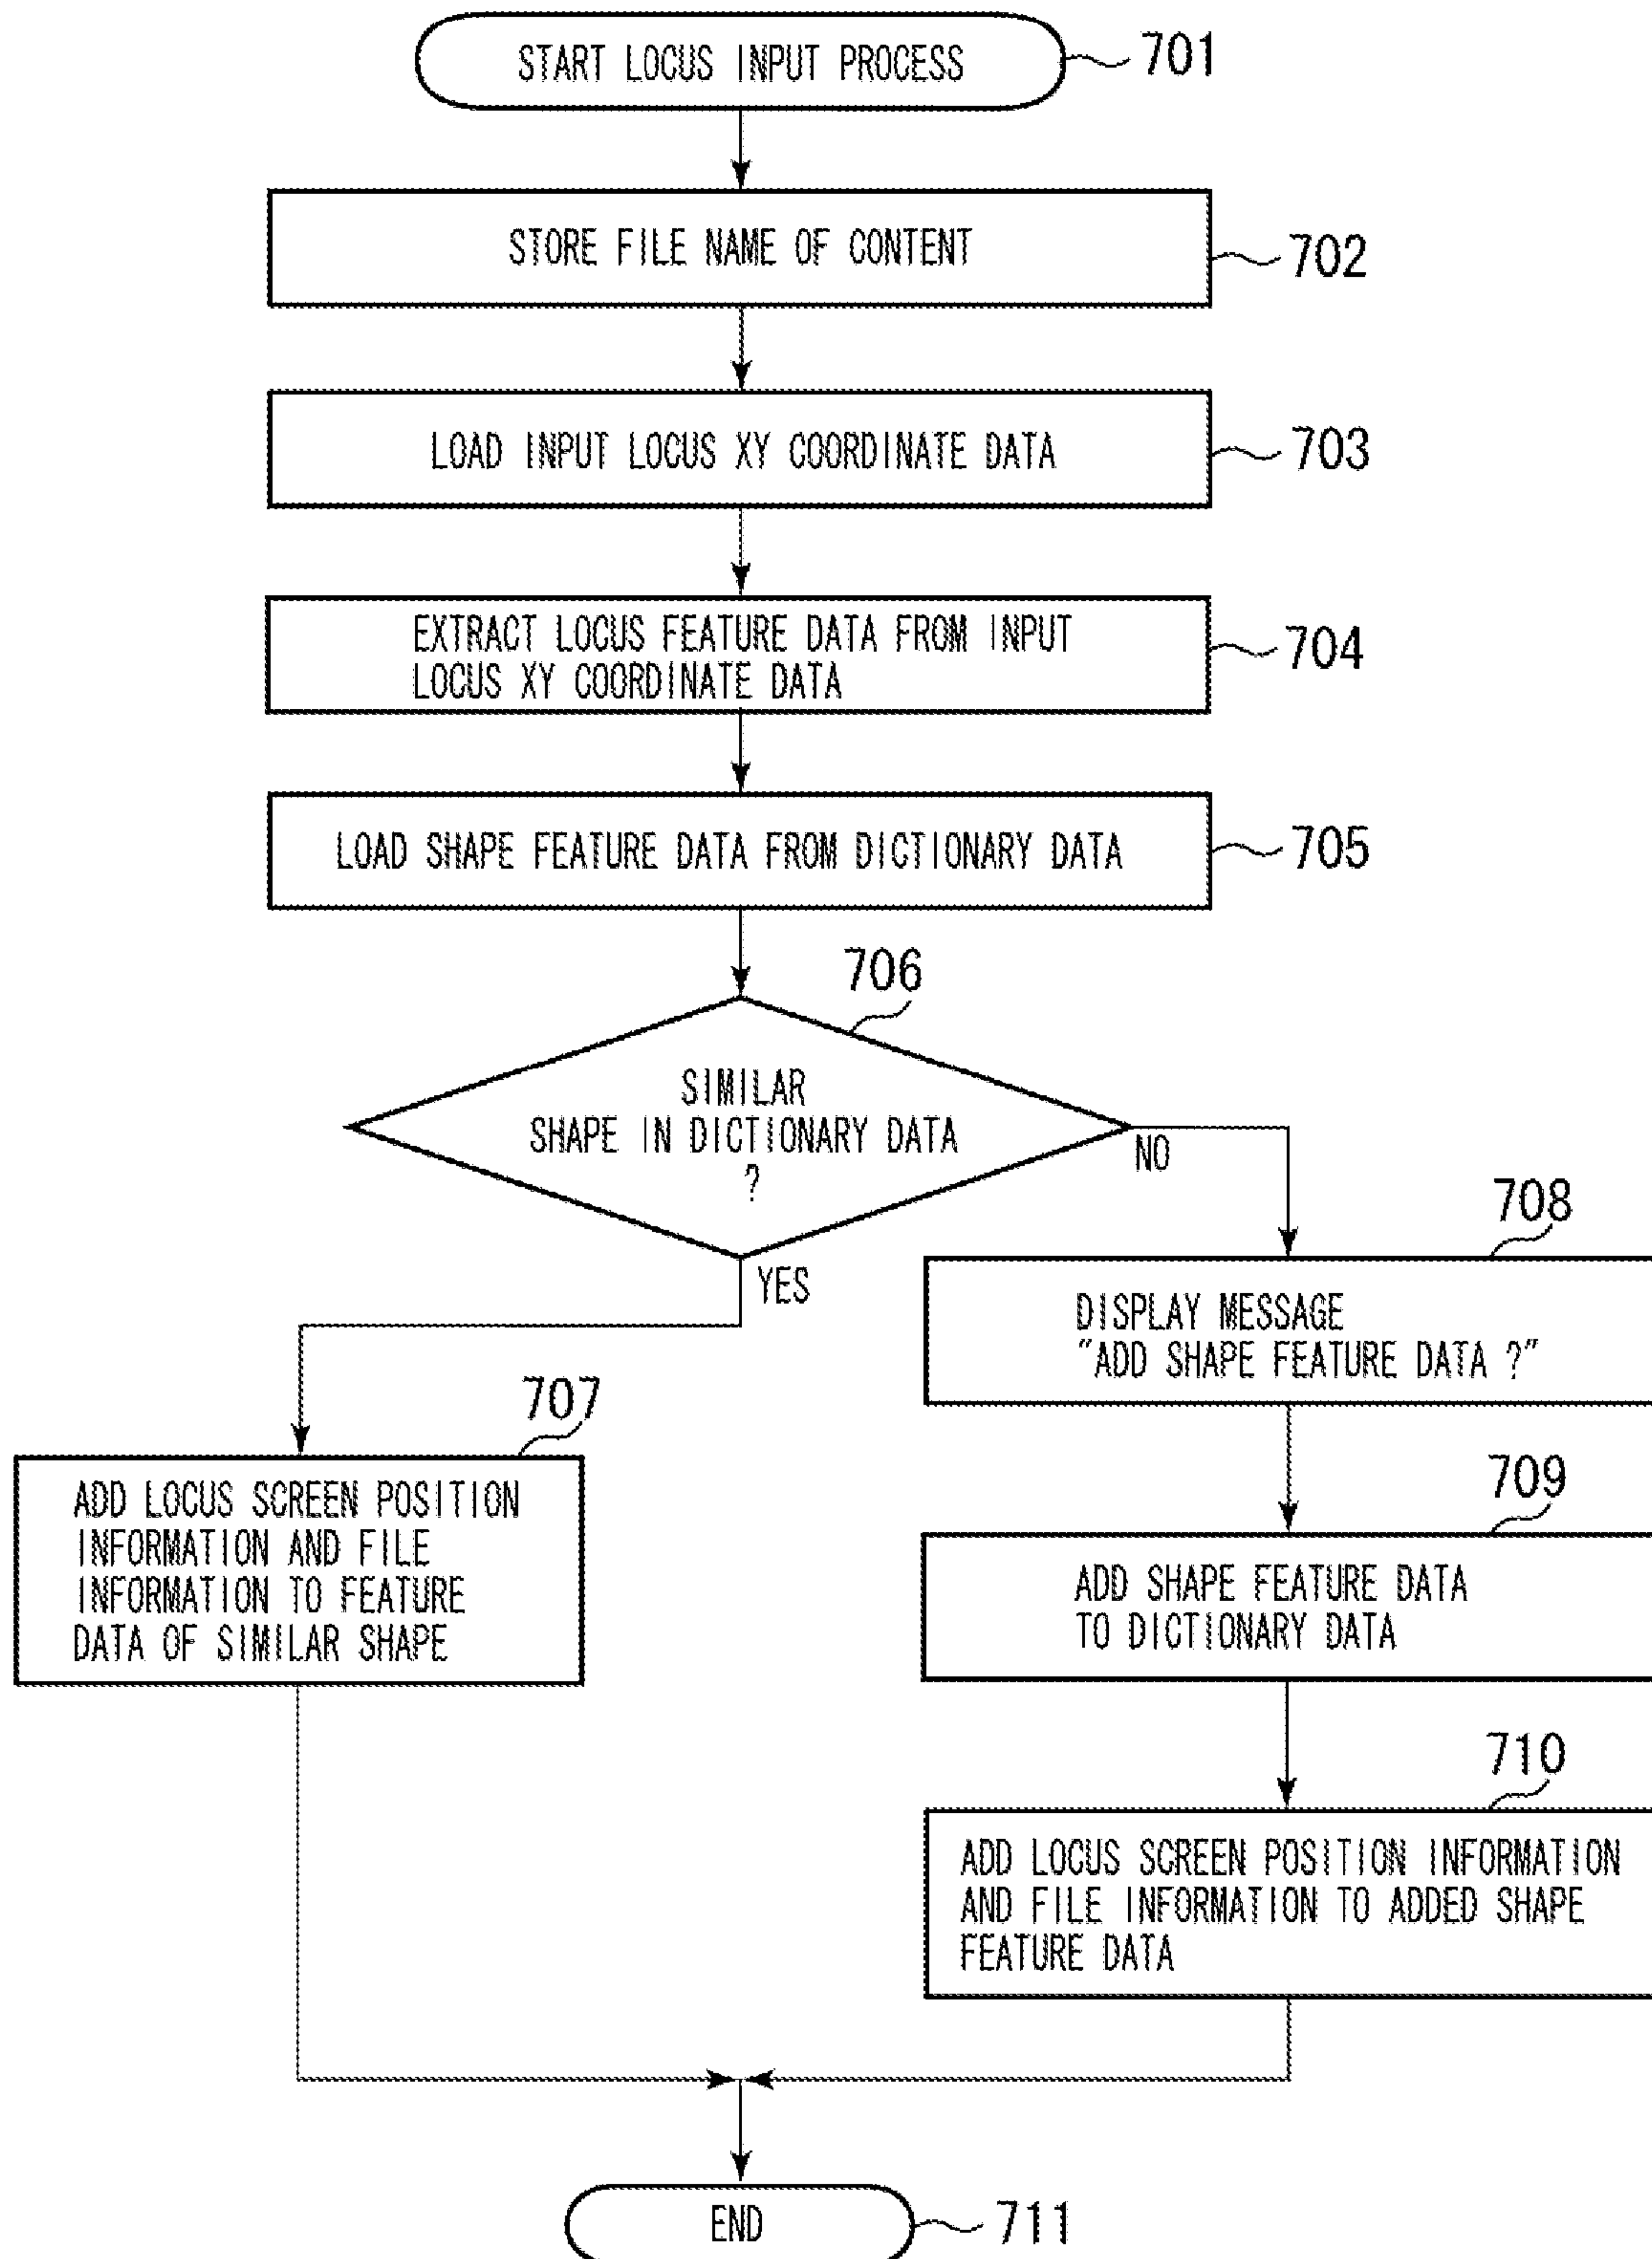 START LOCUS INPUT PROCESS
701
STORE FILE NAME OF CONTENT
702
LOAD INPUT LOCUS XY COORDINATE DATA
703
EXTRACT LOCUS FEATURE DATA FROM INPUT
LOCUS XY COORDINATE DATA
704
LOAD SHAPE FEATURE DATA FROM DICTIONARY DATA
705
706
SIMILAR
SHAPE IN DICTIONARY DATA
?
NO
YES
708
DISPLAY MESSAGE
"ADD SHAPE FEATURE DATA ?"
707
ADD LOCUS SCREEN POSITION
INFORMATION AND FILE
INFORMATION TO FEATURE
DATA OF SIMILAR SHAPE
709
ADD SHAPE FEATURE DATA
TO DICTIONARY DATA
710
ADD LOCUS SCREEN POSITION INFORMATION
AND FILE INFORMATION TO ADDED SHAPE
FEATURE DATA
END
711